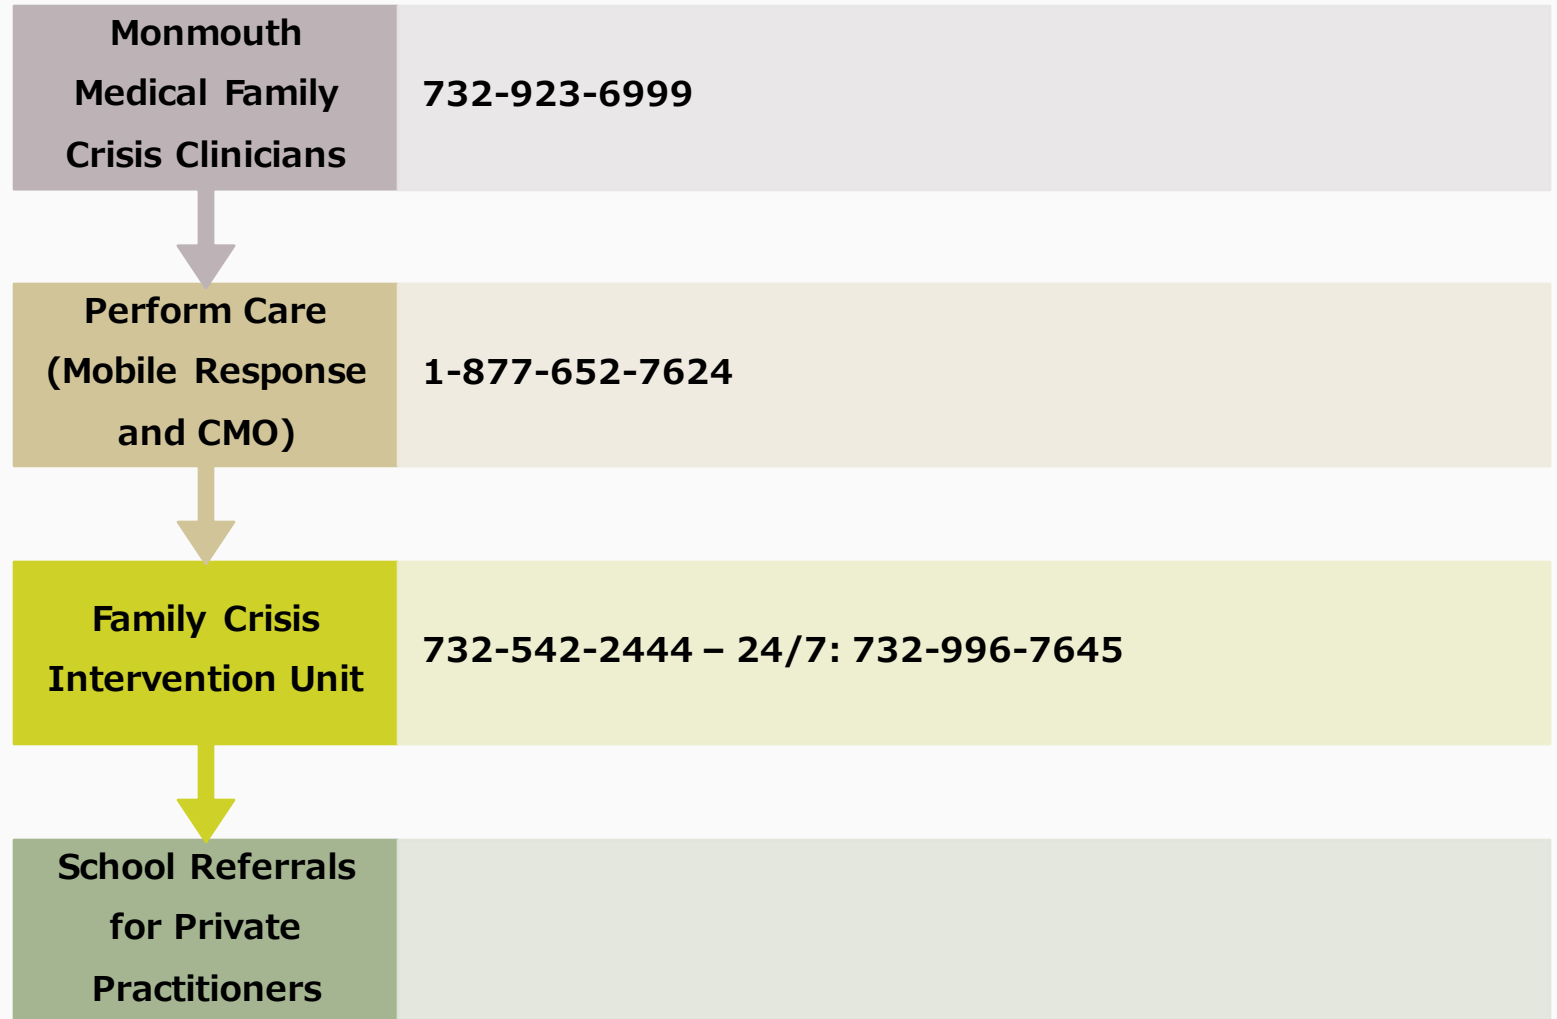 Monmouth
Medical Family
Crisis Clinicians
732-923-6999
Perform Care
(Mobile Response
and CMO)
1-877-652-7624
Family Crisis
Intervention Unit
732-542-2444 – 24/7: 732-996-7645
School Referrals
for Private
Practitioners